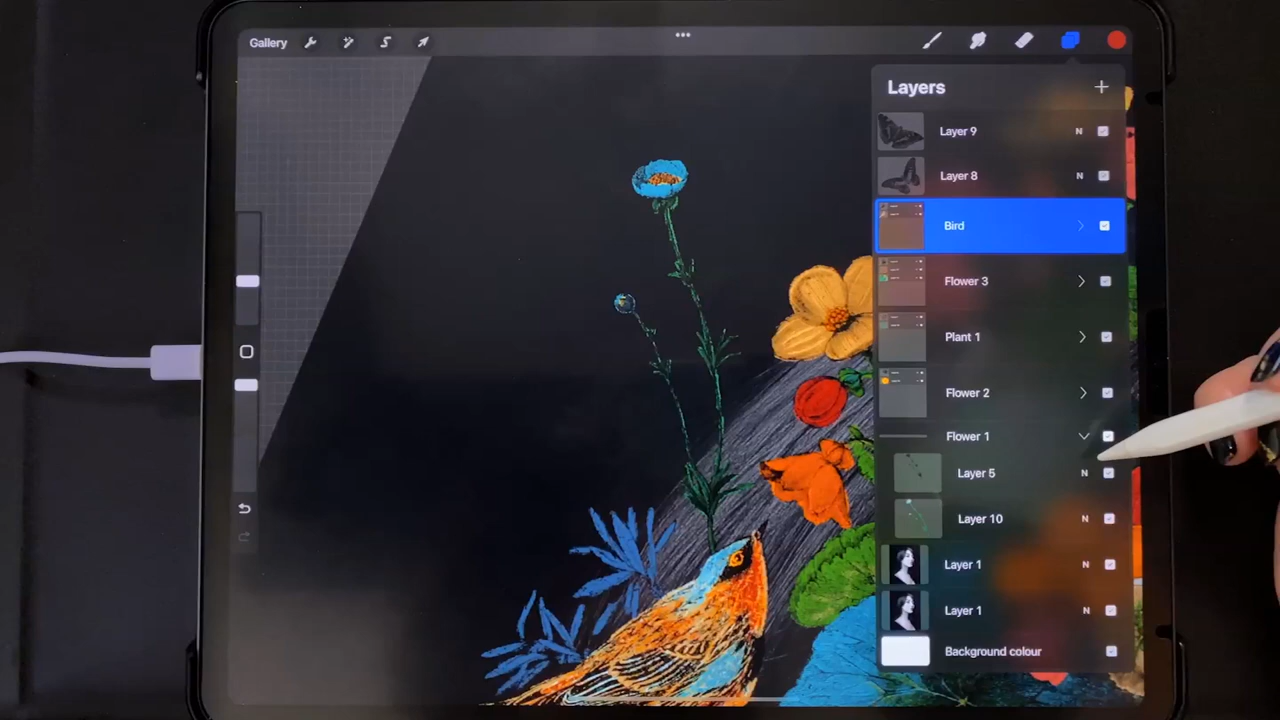 Gallery
Layers
Layer 9 N
Layer 8 N
Bird
Flower 3
Plant 1
Flower 2
Flower 1
Layer 5 N
Layer 10 N
Layer 1 N
Layer 1 N
Background colour